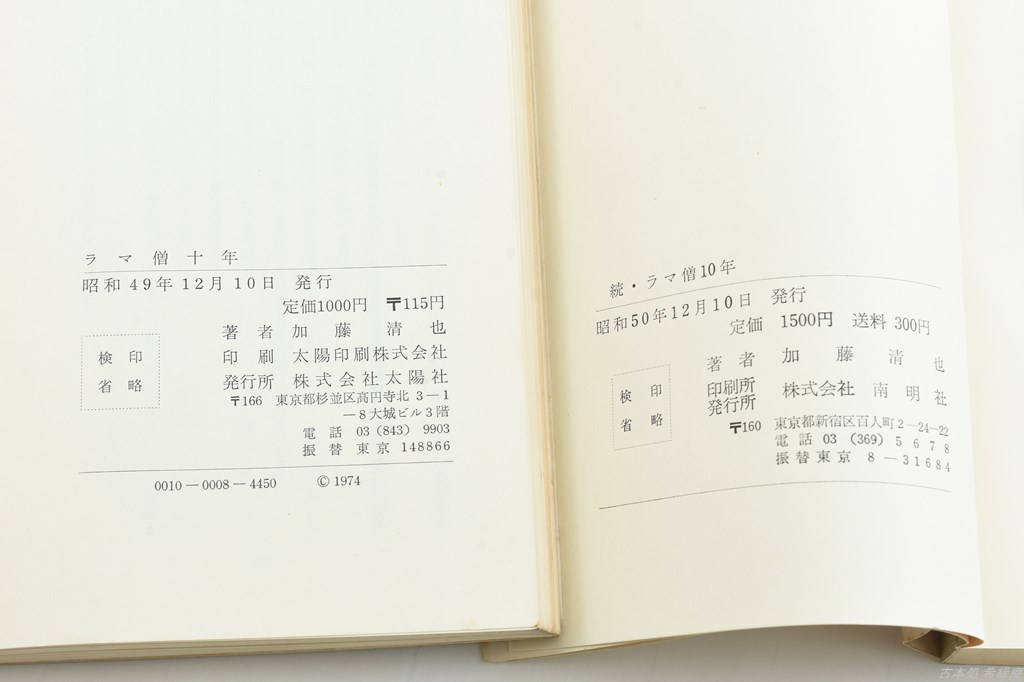 ラマ僧十年
昭和49年12月10日 発行
定価1000円 〒115円
著者 加藤清也
印刷 太陽印刷株式会社
発行所 株式会社太陽社
〒166 東京都杉並区高円寺北3―1
―8大城ビル3階
電話 03(843)9903
振替東京 148866
検印
省略
0010―0008―4450 © 1974
続・ラマ僧10年
昭和50年12月10日 発行
定価 1500円 送料 300円
著者 加藤清也
印刷所
発行所 株式会社 南明社
〒160 東京都新宿区百人町2―24―22
電話 03 (369) 5678
振替東京 8―31684
検印
省略